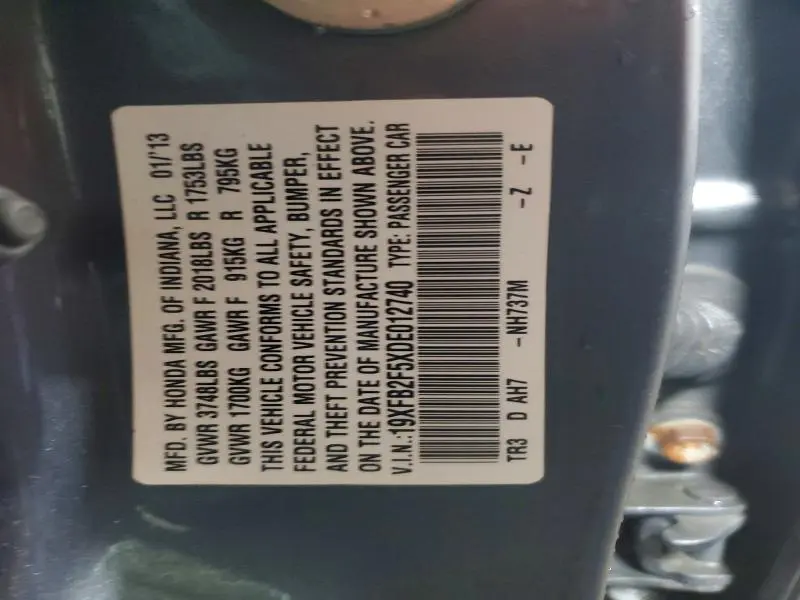 MFD. BY HONDA MFG. OF INDIANA, LLC 01/'13
GVWR 3748LBS GAWR F 2018LBS R 1753LBS
GVWR 1700KG GAWR F 915KG R 795KG
THIS VEHICLE CONFORMS TO ALL APPLICABLE
FEDERAL MOTOR VEHICLE SAFETY, BUMPER,
AND THEFT PREVENTION STANDARDS IN EFFECT
ON THE DATE OF MANUFACTURE SHOWN ABOVE.
V.I.N.:19XFB2F5XDE012740 TYPE: PASSENGER CAR
TR3 D AH7 -NH737M -Z -E